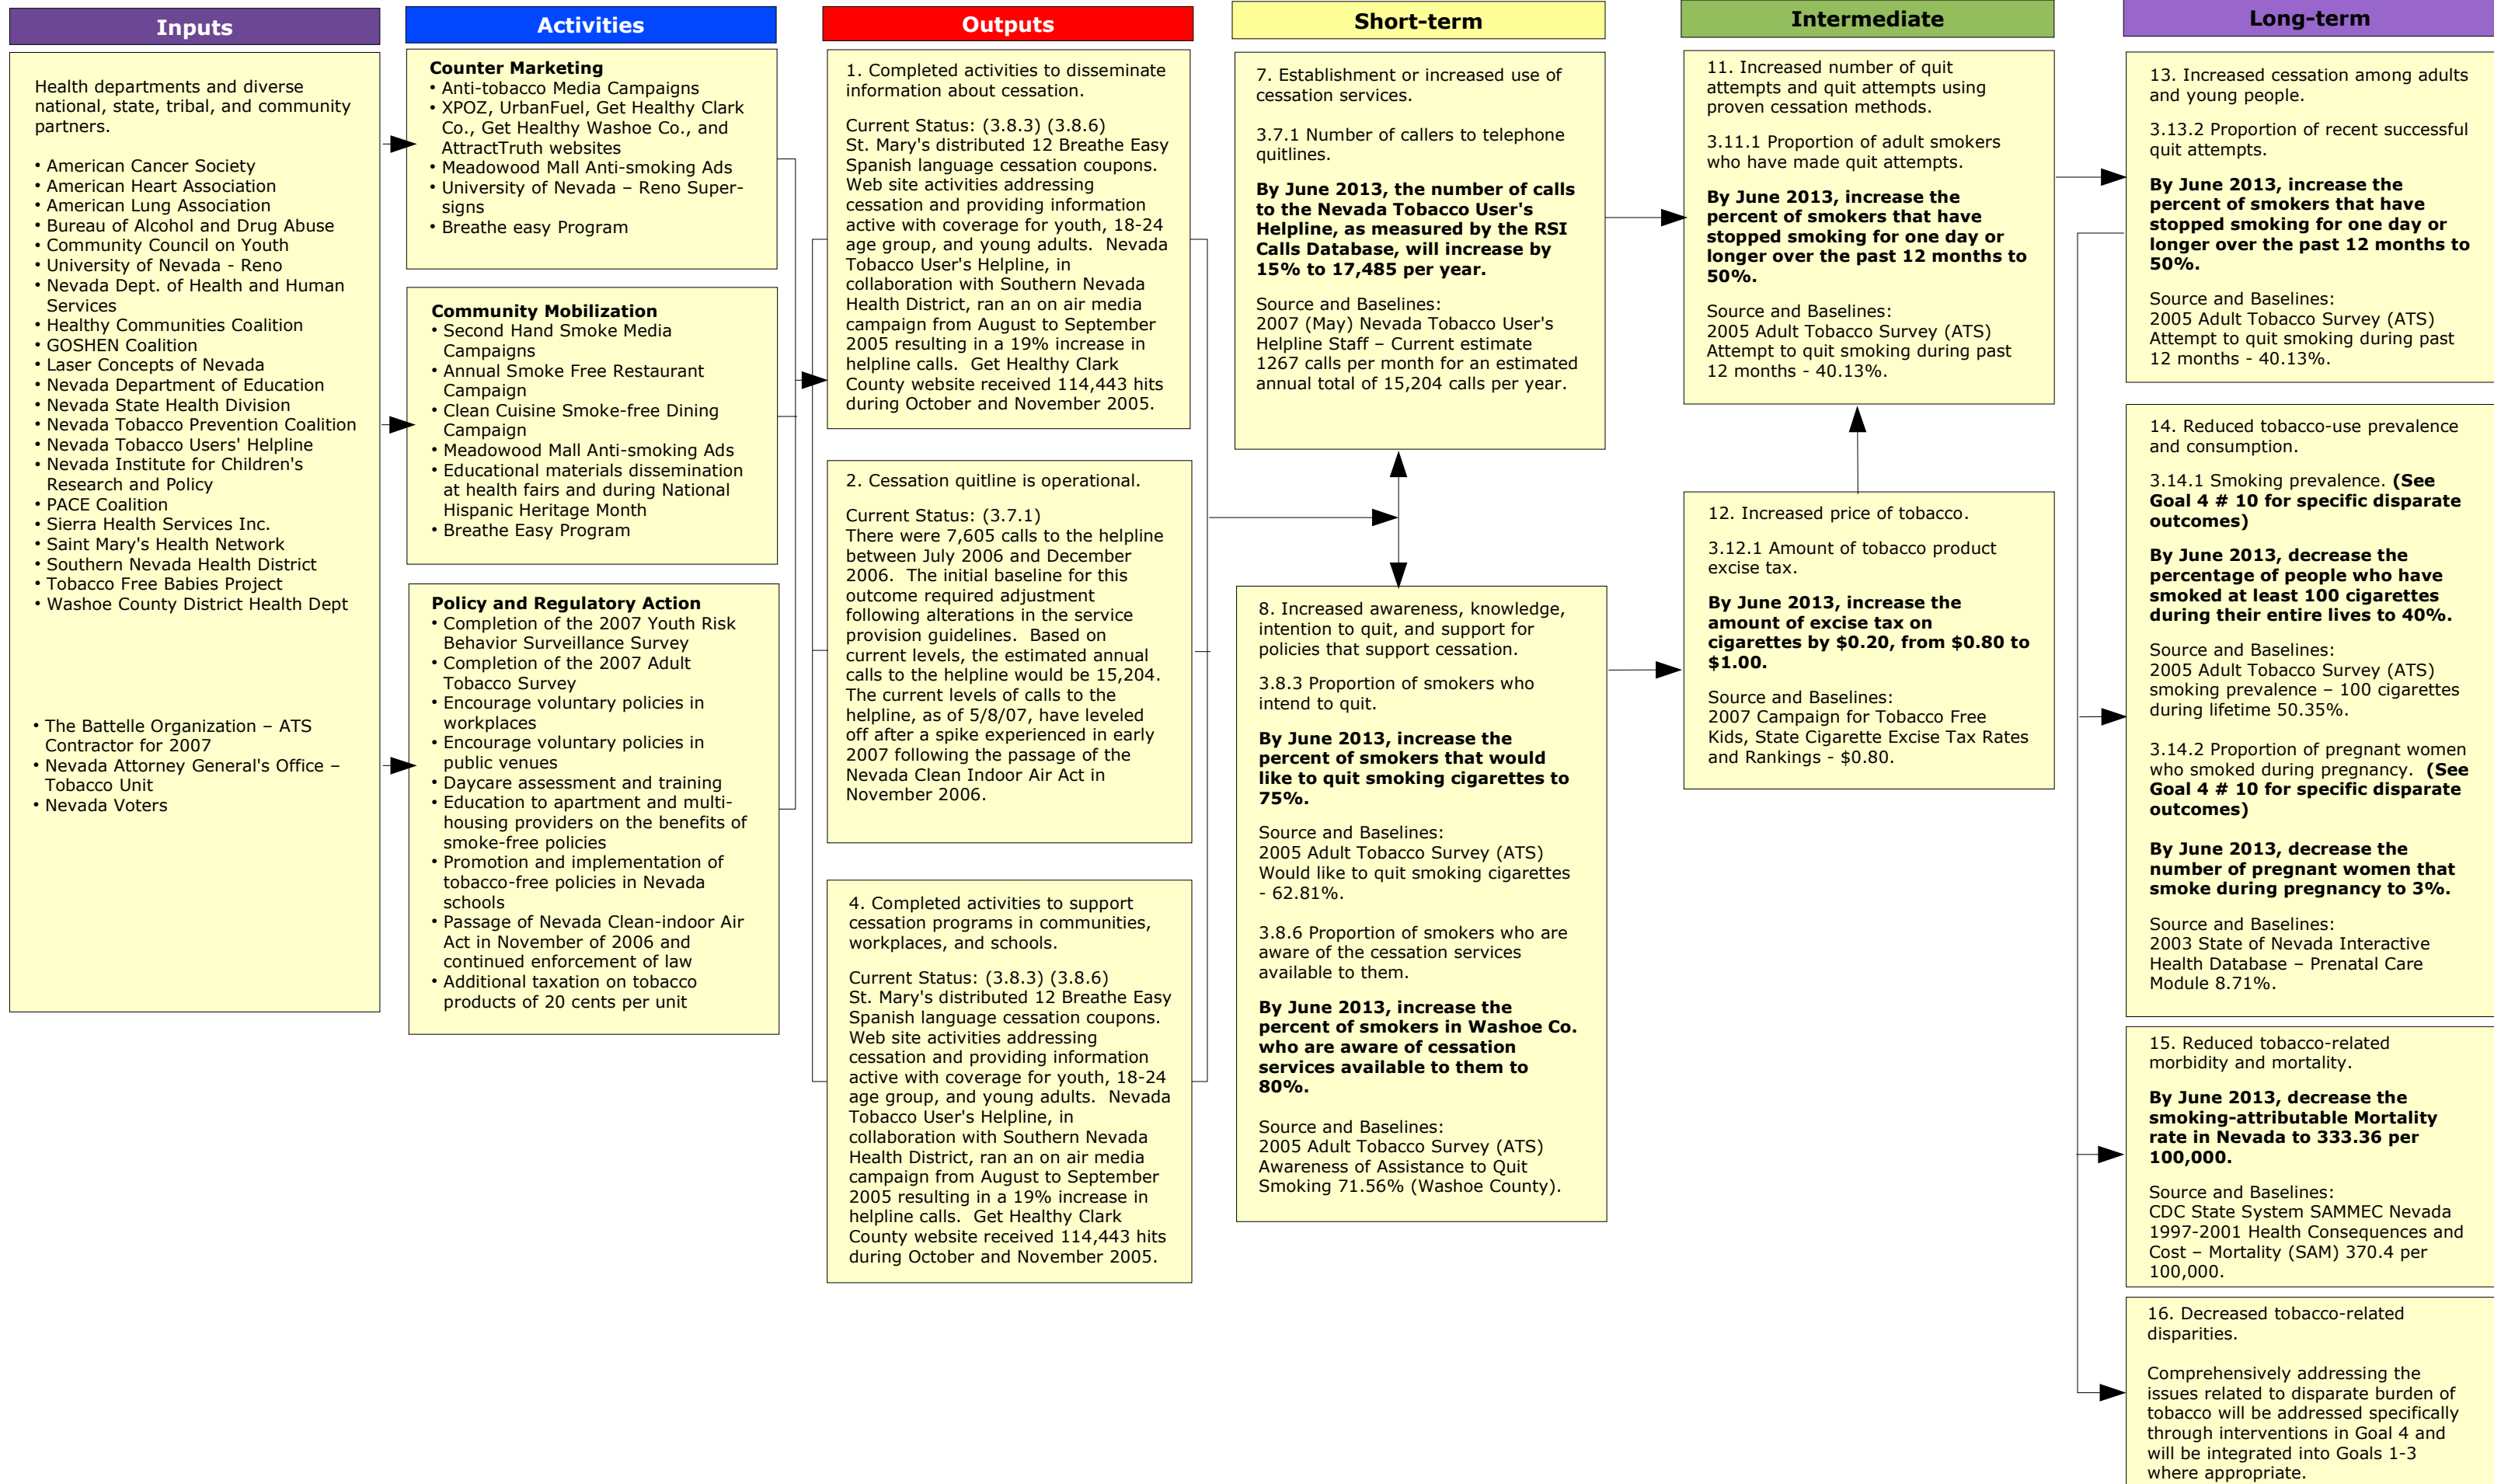 Inputs
Health departments and diverse
national, state, tribal, and community
partners.
• American Cancer Society
• American Heart Association
• American Lung Association
• Bureau of Alcohol and Drug Abuse
• Community Council on Youth
• University of Nevada - Reno
• Nevada Dept. of Health and Human
Services
• Healthy Communities Coalition
• GOSHEN Coalition
• Laser Concepts of Nevada
• Nevada Department of Education
• Nevada State Health Division
• Nevada Tobacco Prevention Coalition
• Nevada Tobacco Users' Helpline
• Nevada Institute for Children's
Research and Policy
• PACE Coalition
• Sierra Health Services Inc.
• Saint Mary's Health Network
• Southern Nevada Health District
• Tobacco Free Babies Project
• Washoe County District Health Dept
• The Battelle Organization – ATS
Contractor for 2007
• Nevada Attorney General's Office –
Tobacco Unit
• Nevada Voters
Activities
Counter Marketing
• Anti-tobacco Media Campaigns
• XPOZ, UrbanFuel, Get Healthy Clark
Co., Get Healthy Washoe Co., and
AttractTruth websites
• Meadowood Mall Anti-smoking Ads
• University of Nevada – Reno Super-
signs
• Breathe easy Program
Community Mobilization
• Second Hand Smoke Media
Campaigns
• Annual Smoke Free Restaurant
Campaign
• Clean Cuisine Smoke-free Dining
Campaign
• Meadowood Mall Anti-smoking Ads
• Educational materials dissemination
at health fairs and during National
Hispanic Heritage Month
• Breathe Easy Program
Policy and Regulatory Action
• Completion of the 2007 Youth Risk
Behavior Surveillance Survey
• Completion of the 2007 Adult
Tobacco Survey
• Encourage voluntary policies in
workplaces
• Encourage voluntary policies in
public venues
• Daycare assessment and training
• Education to apartment and multi-
housing providers on the benefits of
smoke-free policies
• Promotion and implementation of
tobacco-free policies in Nevada
schools
• Passage of Nevada Clean-indoor Air
Act in November of 2006 and
continued enforcement of law
• Additional taxation on tobacco
products of 20 cents per unit
Outputs
1. Completed activities to disseminate
information about cessation.
Current Status: (3.8.3) (3.8.6)
St. Mary's distributed 12 Breathe Easy
Spanish language cessation coupons.
Web site activities addressing
cessation and providing information
active with coverage for youth, 18-24
age group, and young adults.  Nevada
Tobacco User's Helpline, in
collaboration with Southern Nevada
Health District, ran an on air media
campaign from August to September
2005 resulting in a 19% increase in
helpline calls.  Get Healthy Clark
County website received 114,443 hits
during October and November 2005.
2. Cessation quitline is operational.
Current Status: (3.7.1)
There were 7,605 calls to the helpline
between July 2006 and December
2006.  The initial baseline for this
outcome required adjustment
following alterations in the service
provision guidelines.  Based on
current levels, the estimated annual
calls to the helpline would be 15,204.
The current levels of calls to the
helpline, as of 5/8/07, have leveled
off after a spike experienced in early
2007 following the passage of the
Nevada Clean Indoor Air Act in
November 2006.
4. Completed activities to support
cessation programs in communities,
workplaces, and schools.
Current Status: (3.8.3) (3.8.6)
St. Mary's distributed 12 Breathe Easy
Spanish language cessation coupons.
Web site activities addressing
cessation and providing information
active with coverage for youth, 18-24
age group, and young adults.  Nevada
Tobacco User's Helpline, in
collaboration with Southern Nevada
Health District, ran an on air media
campaign from August to September
2005 resulting in a 19% increase in
helpline calls.  Get Healthy Clark
County website received 114,443 hits
during October and November 2005.
Short-term
7. Establishment or increased use of
cessation services.
3.7.1 Number of callers to telephone
quitlines.
By June 2013, the number of calls
to the Nevada Tobacco User's
Helpline, as measured by the RSI
Calls Database, will increase by
15% to 17,485 per year.
Source and Baselines:
2007 (May) Nevada Tobacco User's
Helpline Staff – Current estimate
1267 calls per month for an estimated
annual total of 15,204 calls per year.
8. Increased awareness, knowledge,
intention to quit, and support for
policies that support cessation.
3.8.3 Proportion of smokers who
intend to quit.
By June 2013, increase the
percent of smokers that would
like to quit smoking cigarettes to
75%.
Source and Baselines:
2005 Adult Tobacco Survey (ATS)
Would like to quit smoking cigarettes
- 62.81%.
3.8.6 Proportion of smokers who are
aware of the cessation services
available to them.
By June 2013, increase the
percent of smokers in Washoe Co.
who are aware of cessation
services available to them to
80%.
Source and Baselines:
2005 Adult Tobacco Survey (ATS)
Awareness of Assistance to Quit
Smoking 71.56% (Washoe County).
Intermediate
11. Increased number of quit
attempts and quit attempts using
proven cessation methods.
3.11.1 Proportion of adult smokers
who have made quit attempts.
By June 2013, increase the
percent of smokers that have
stopped smoking for one day or
longer over the past 12 months to
50%.
Source and Baselines:
2005 Adult Tobacco Survey (ATS)
Attempt to quit smoking during past
12 months - 40.13%.
12. Increased price of tobacco.
3.12.1 Amount of tobacco product
excise tax.
By June 2013, increase the
amount of excise tax on
cigarettes by $0.20, from $0.80 to
$1.00.
Source and Baselines:
2007 Campaign for Tobacco Free
Kids, State Cigarette Excise Tax Rates
and Rankings - $0.80.
Long-term
13. Increased cessation among adults
and young people.
3.13.2 Proportion of recent successful
quit attempts.
By June 2013, increase the
percent of smokers that have
stopped smoking for one day or
longer over the past 12 months to
50%.
Source and Baselines:
2005 Adult Tobacco Survey (ATS)
Attempt to quit smoking during past
12 months - 40.13%.
14. Reduced tobacco-use prevalence
and consumption.
3.14.1 Smoking prevalence. (See
Goal 4 # 10 for specific disparate
outcomes)
By June 2013, decrease the
percentage of people who have
smoked at least 100 cigarettes
during their entire lives to 40%.
Source and Baselines:
2005 Adult Tobacco Survey (ATS)
smoking prevalence – 100 cigarettes
during lifetime 50.35%.
3.14.2 Proportion of pregnant women
who smoked during pregnancy.  (See
Goal 4 # 10 for specific disparate
outcomes)
By June 2013, decrease the
number of pregnant women that
smoke during pregnancy to 3%.
Source and Baselines:
2003 State of Nevada Interactive
Health Database – Prenatal Care
Module 8.71%.
15. Reduced tobacco-related
morbidity and mortality.
By June 2013, decrease the
smoking-attributable Mortality
rate in Nevada to 333.36 per
100,000.
Source and Baselines:
CDC State System SAMMEC Nevada
1997-2001 Health Consequences and
Cost – Mortality (SAM) 370.4 per
100,000.
16. Decreased tobacco-related
disparities.
Comprehensively addressing the
issues related to disparate burden of
tobacco will be addressed specifically
through interventions in Goal 4 and
will be integrated into Goals 1-3
where appropriate.